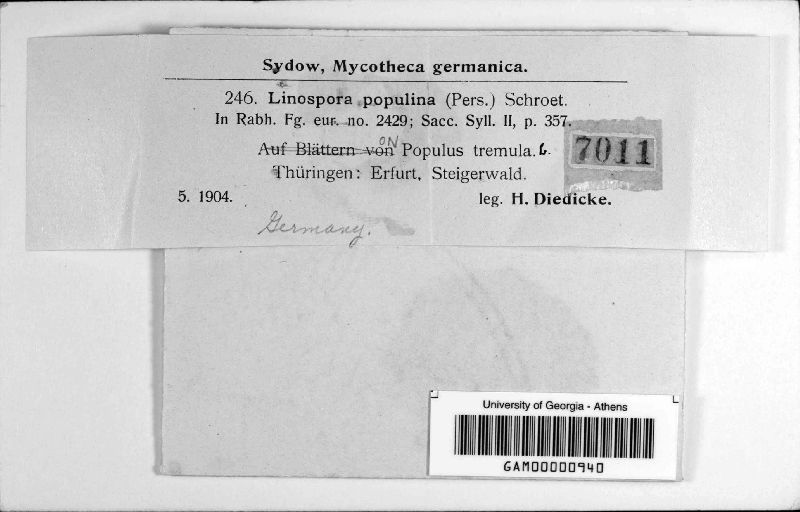 Sydow, Mycotheca germanica.
246. Linospora populina (Pers.) Schroet.
In Rabh. Fg. eur. no. 2429; Sacc. Syll. II, p. 357.
Auf Blättern von ON Populus tremula. L.
7011
Thüringen: Erfurt, Steigerwald.
5. 1904. leg. H. Diedicke.
Germany.
University of Georgia - Athens
GAM00000940